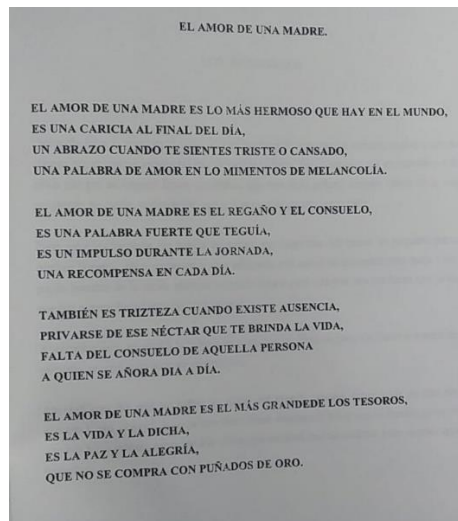 EL AMOR DE UNA MADRE.
EL AMOR DE UNA MADRE ES LO MÁS HERMOSO QUE HAY EN EL MUNDO,
ES UNA CARICIA AL FINAL DEL DÍA,
UN ABRAZO CUANDO TE SIENTES TRISTE O CANSADO,
UNA PALABRA DE AMOR EN LO MIMENTOS DE MELANCOLÍA.
EL AMOR DE UNA MADRE ES EL REGAÑO Y EL CONSUELO,
ES UNA PALABRA FUERTE QUE TEGUÍA,
ES UN IMPULSO DURANTE LA JORNADA,
UNA RECOMPENSA EN CADA DÍA.
TAMBIÉN ES TRIZTEZA CUANDO EXISTE AUSENCIA,
PRIVARSE DE ESE NÉCTAR QUE TE BRINDA LA VIDA,
FALTA DEL CONSUELO DE AQUELLA PERSONA
A QUIEN SE AÑORA DIA A DÍA.
EL AMOR DE UNA MADRE ES EL MÁS GRANDEDE LOS TESOROS,
ES LA VIDA Y LA DICHA,
ES LA PAZ Y LA ALEGRÍA,
QUE NO SE COMPRA CON PUÑADOS DE ORO.